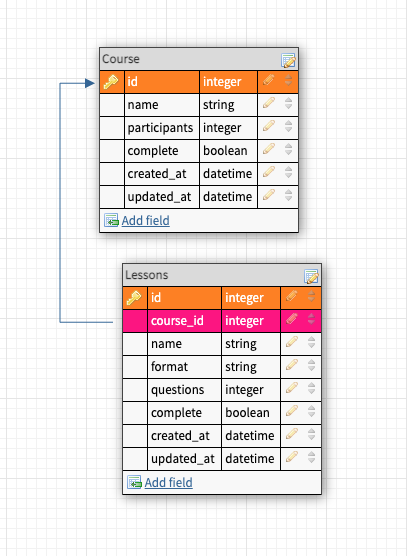 Course
id integer
name string
participants integer
complete boolean
created_at datetime
updated_at datetime
Add field
Lessons
id integer
course_id integer
name string
format string
questions integer
complete boolean
created_at datetime
updated_at datetime
Add field